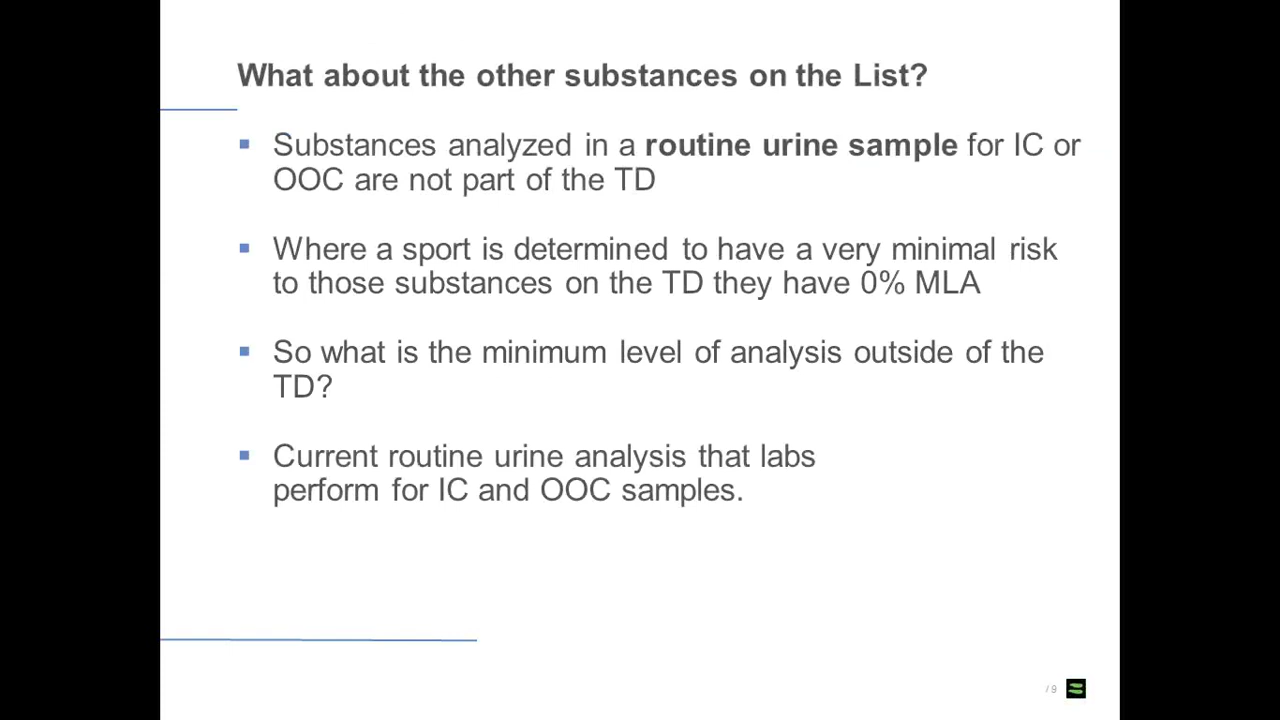 What about the other substances on the List?
Substances analyzed in a routine urine sample for IC or
OOC are not part of the TD
Where a sport is determined to have a very minimal risk
to those substances on the TD they have 0% MLA
So what is the minimum level of analysis outside of the
TD?
Current routine urine analysis that labs
perform for IC and OOC samples.
/ 9